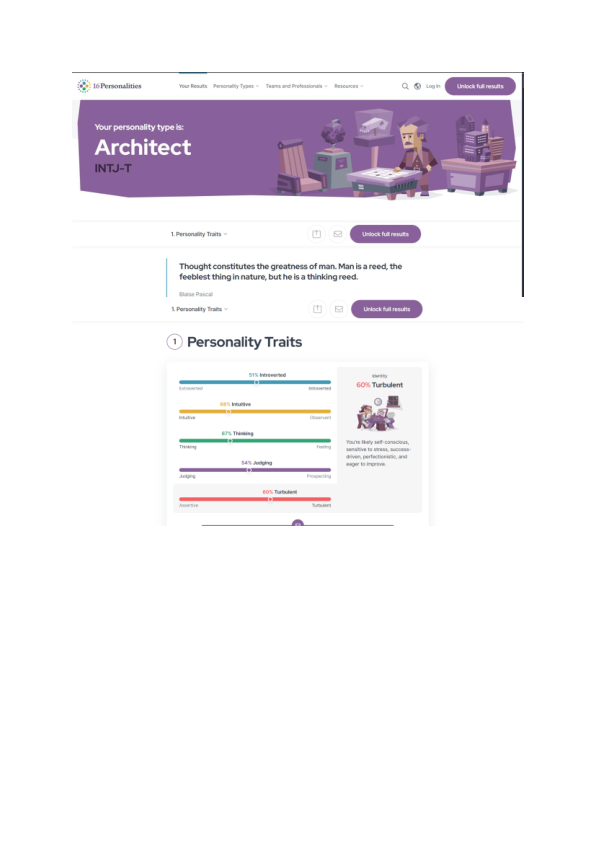 16Personalities
Your Results Personality Types Teams and Professionals Resources Log In Unlock full results
Your personality type is:
Architect
INTJ-T
1. Personality Traits Unlock full results
Thought constitutes the greatness of man. Man is a reed, the
feeblest thing in nature, but he is a thinking reed.
Blaise Pascal
1. Personality Traits Unlock full results
1 Personality Traits
51% Introverted
Extraverted Introverted
66% Intuitive
Intuitive Observant
67% Thinking
Thinking Feeling
54% Judging
Judging Prospecting
60% Turbulent
Assertive Turbulent
Identity
60% Turbulent
You're likely self-conscious,
sensitive to stress, success-
driven, perfectionistic, and
eager to improve.